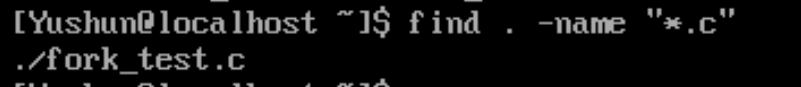 [Yushun@localhost ~]$ find . -name "*.c"
./fork_test.c